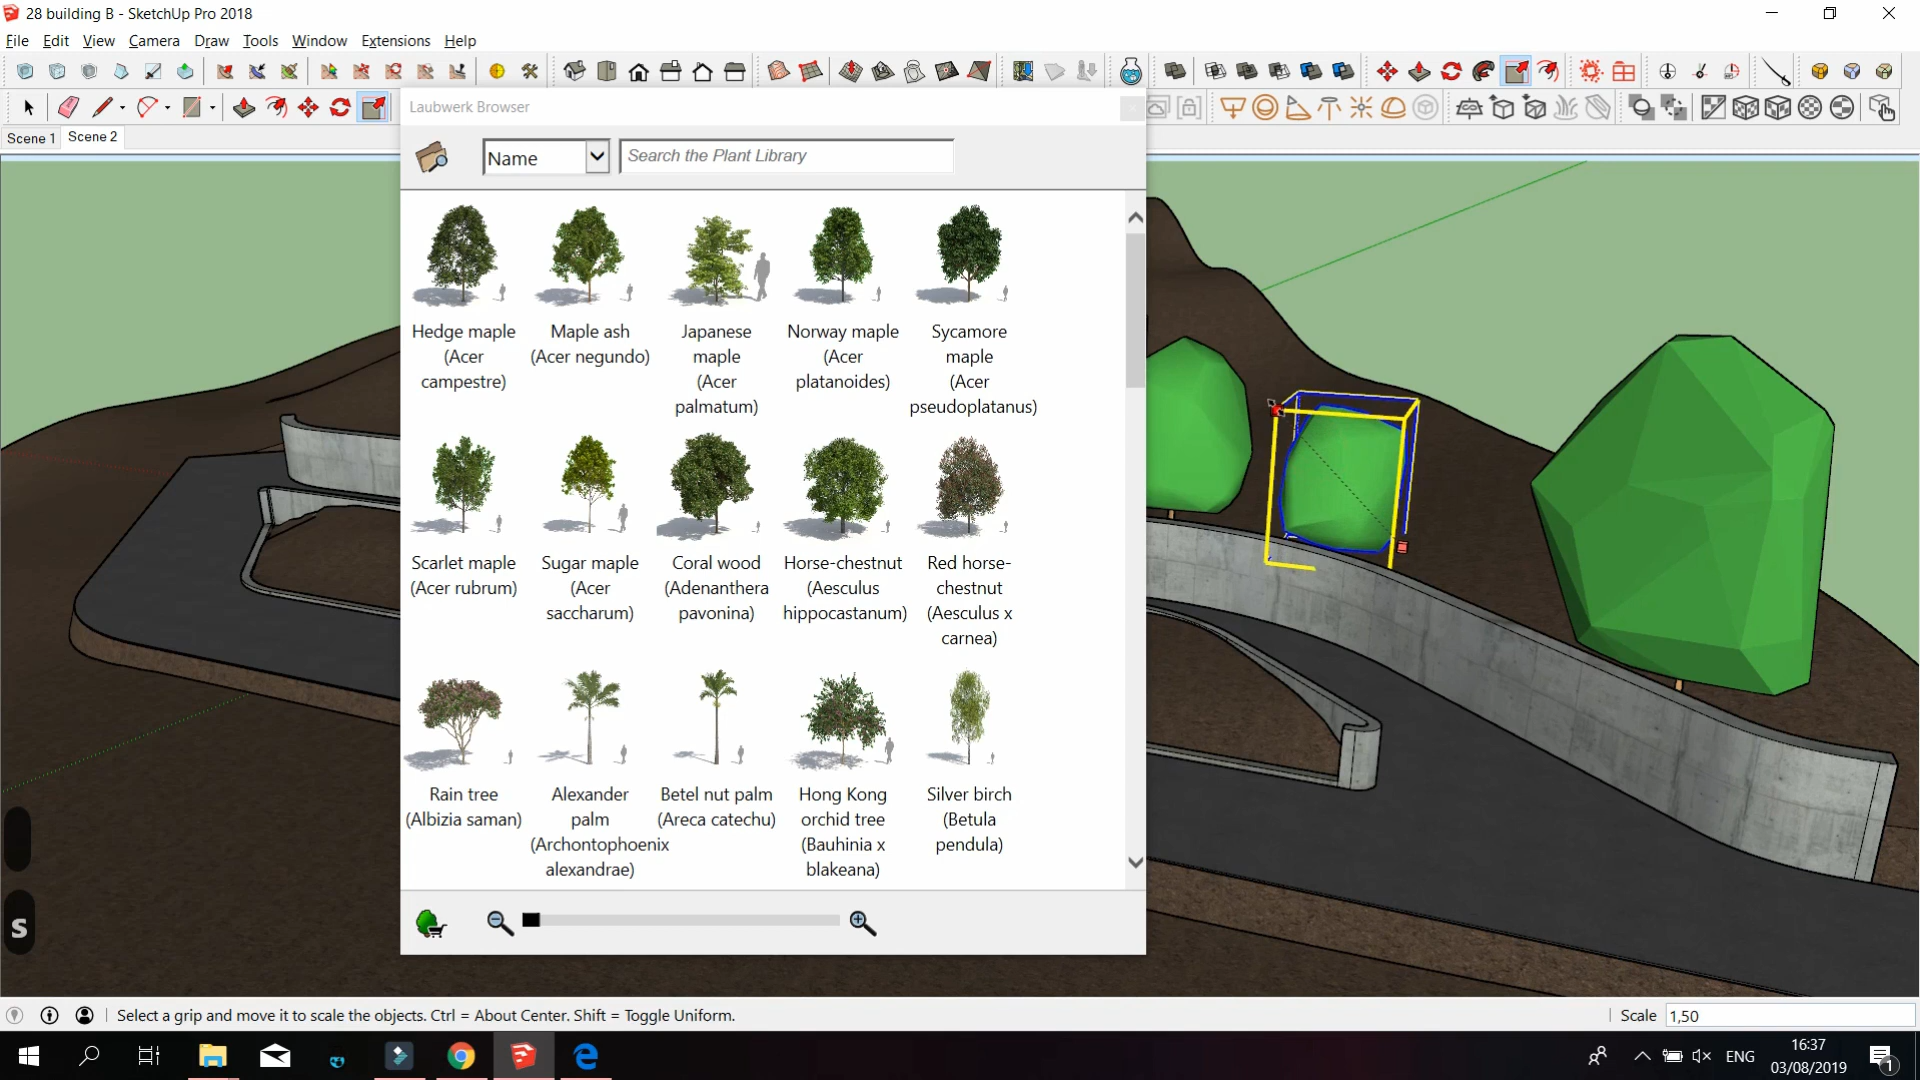 28 building B - SketchUp Pro 2018
File Edit View Camera Draw Tools Window Extensions Help
Laubwerk Browser
Scene 1 Scene 2
Name Search the Plant Library
Hedge maple
(Acer
campestre)
Maple ash
(Acer negundo)
Japanese
maple
(Acer
palmatum)
Norway maple
(Acer
platanoides)
Sycamore
maple
(Acer
pseudoplatanus)
Scarlet maple
(Acer rubrum)
Sugar maple
(Acer
saccharum)
Coral wood
(Adenanthera
pavonina)
Horse-chestnut
(Aesculus
hippocastanum)
Red horse-
chestnut
(Aesculus x
carnea)
Rain tree
(Albizia saman)
Alexander
palm
(Archontophoenix
alexandrae)
Betel nut palm
(Areca catechu)
Hong Kong
orchid tree
(Bauhinia x
blakeana)
Silver birch
(Betula
pendula)
S
Select a grip and move it to scale the objects. Ctrl = About Center. Shift = Toggle Uniform.
Scale 1,50
ENG
16:37
03/08/2019
1